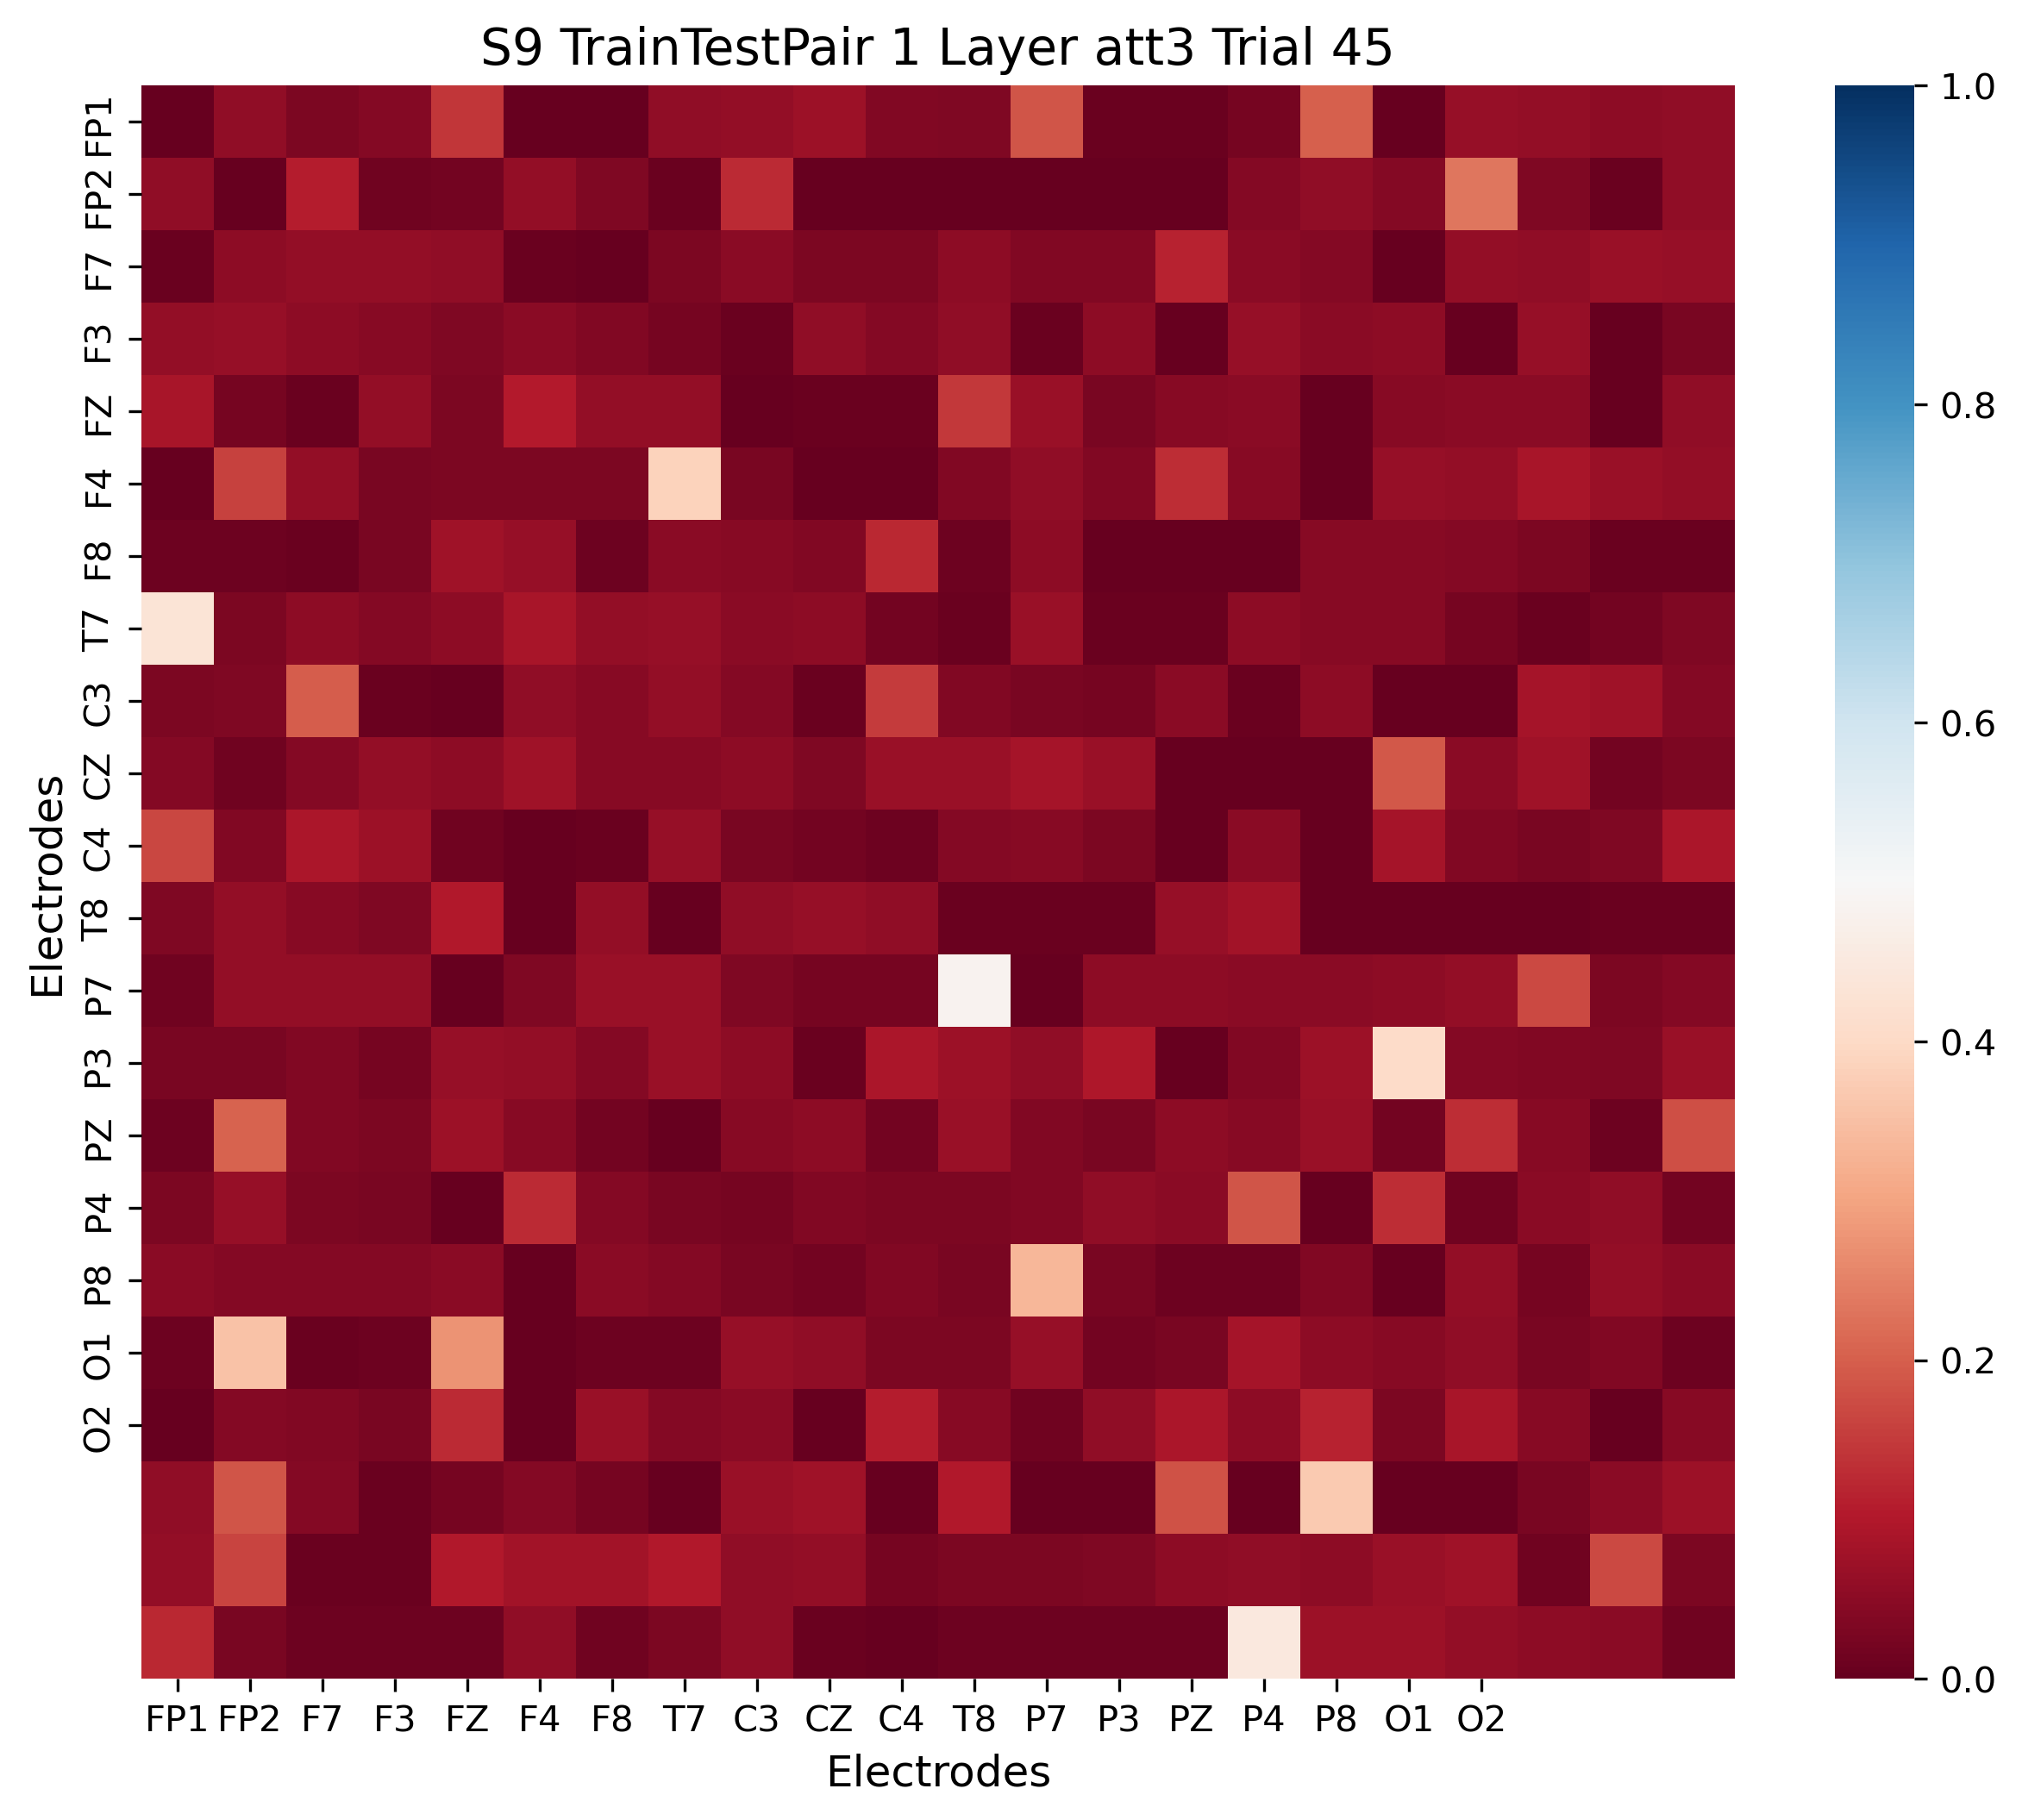 S9 TrainTestPair 1 Layer att3 Trial 45
Electrodes
FP1
FP2
F7
F3
FZ
F4
F8
T7
C3
CZ
C4
T8
P7
P3
PZ
P4
P8
O1
O2
FP1 FP2 F7 F3 FZ F4 F8 T7 C3 CZ C4 T8 P7 P3 PZ P4 P8 O1 O2
Electrodes
1.0
0.8
0.6
0.4
0.2
0.0